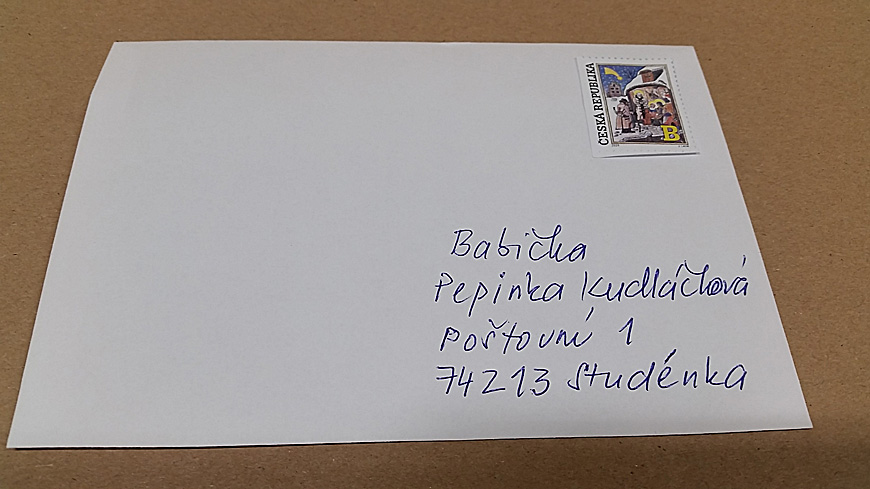 ČESKÁ REPUBLIKA
B
Babička
Pepinka Kudláčková
Poštovní 1
74213 Studénka